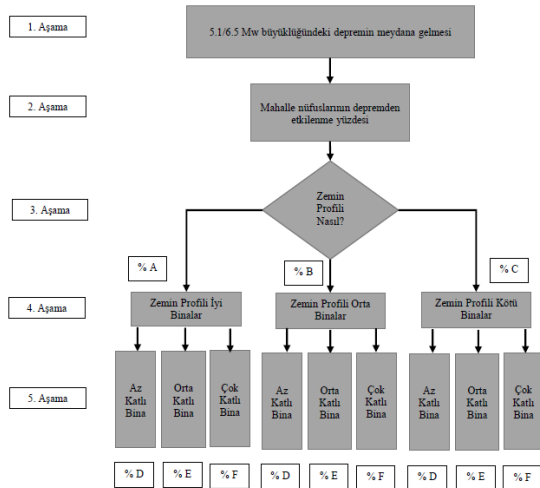 1. Aşama
5.1/6.5 Mw büyüklüğündeki depremin meydana gelmesi
2. Aşama
Mahalle nüfuslarının depremden
etkilenme yüzdesi
3. Aşama
Zemin
Profili
Nasıl?
% A
% B
% C
4. Aşama
Zemin Profili İyi
Binalar
Zemin Profili Orta
Binalar
Zemin Profili Kötü
Binalar
5. Aşama
Az
Katlı
Bina
Orta
Katlı
Bina
Çok
Katlı
Bina
Az
Katlı
Bina
Orta
Katlı
Bina
Çok
Katlı
Bina
Az
Katlı
Bina
Orta
Katlı
Bina
Çok
Katlı
Bina
% D
% E
% F
% D
% E
% F
% D
% E
% F